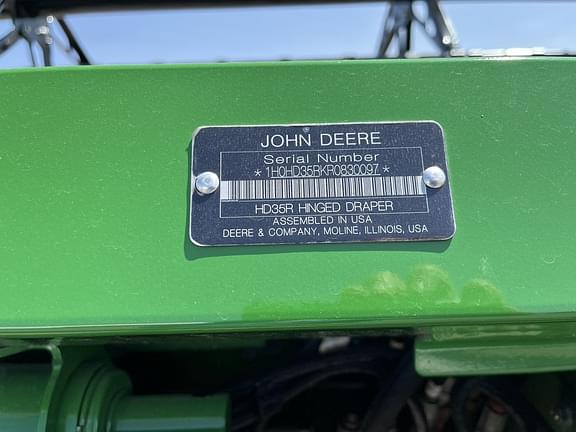 JOHN DEERE
Serial Number
*1H0HD35RKR0830097*
HD35R HINGED DRAPER
ASSEMBLED IN USA
DEERE & COMPANY, MOLINE, ILLINOIS, USA